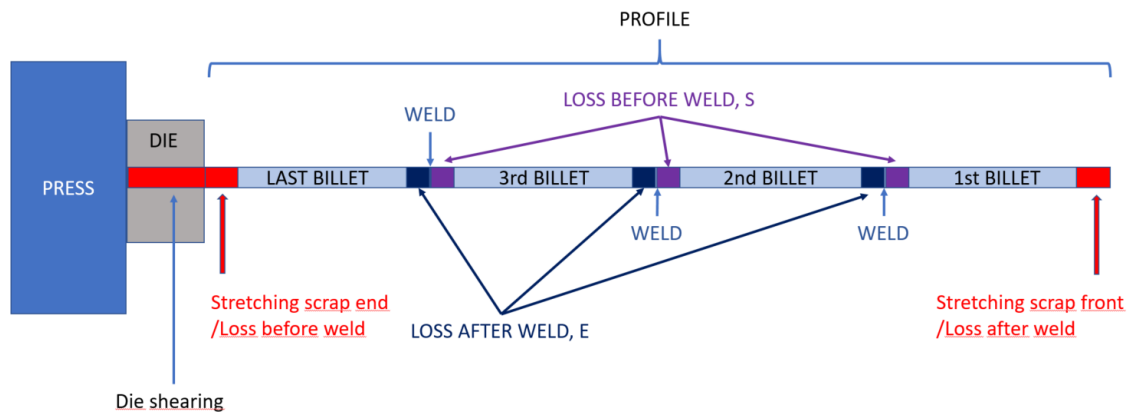 PROFILE
LOSS BEFORE WELD, S
WELD
DIE
PRESS
LAST BILLET
3rd BILLET
2nd BILLET
1st BILLET
WELD
WELD
Stretching scrap end
/Loss before weld
LOSS AFTER WELD, E
Stretching scrap front
/Loss after weld
Die shearing